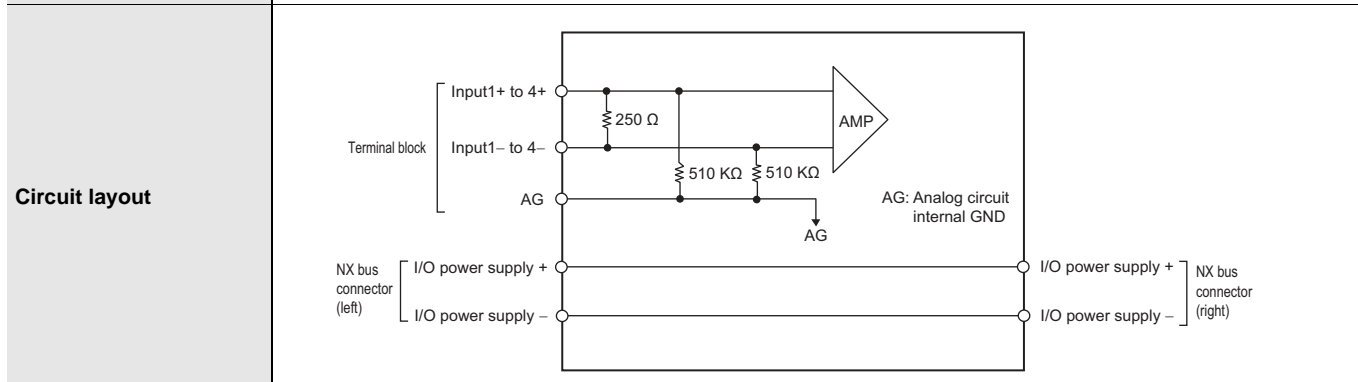 Circuit layout
Terminal block
Input1+ to 4+
Input1– to 4–
AG
250 Ω
510 KΩ
510 KΩ
AMP
AG
AG: Analog circuit
internal GND
NX bus
connector
(left)
I/O power supply +
I/O power supply –
I/O power supply +
I/O power supply –
NX bus
connector
(right)